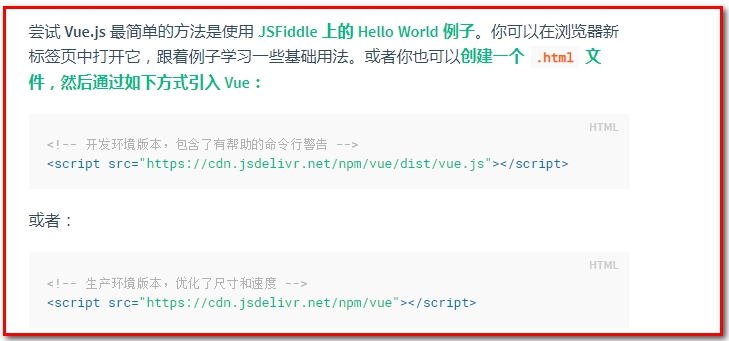 尝试 Vue.js 最简单的方法是使用 JSFiddle 上的 Hello World 例子。你可以在浏览器新
标签页中打开它，跟着例子学习一些基础用法。或者你也可以创建一个 .html 文
件，然后通过如下方式引入 Vue：
HTML
<!-- 开发环境版本，包含了有帮助的命令行警告 -->
<script src="https://cdn.jsdelivr.net/npm/vue/dist/vue.js"></script>
或者：
HTML
<!-- 生产环境版本，优化了尺寸和速度 -->
<script src="https://cdn.jsdelivr.net/npm/vue"></script>